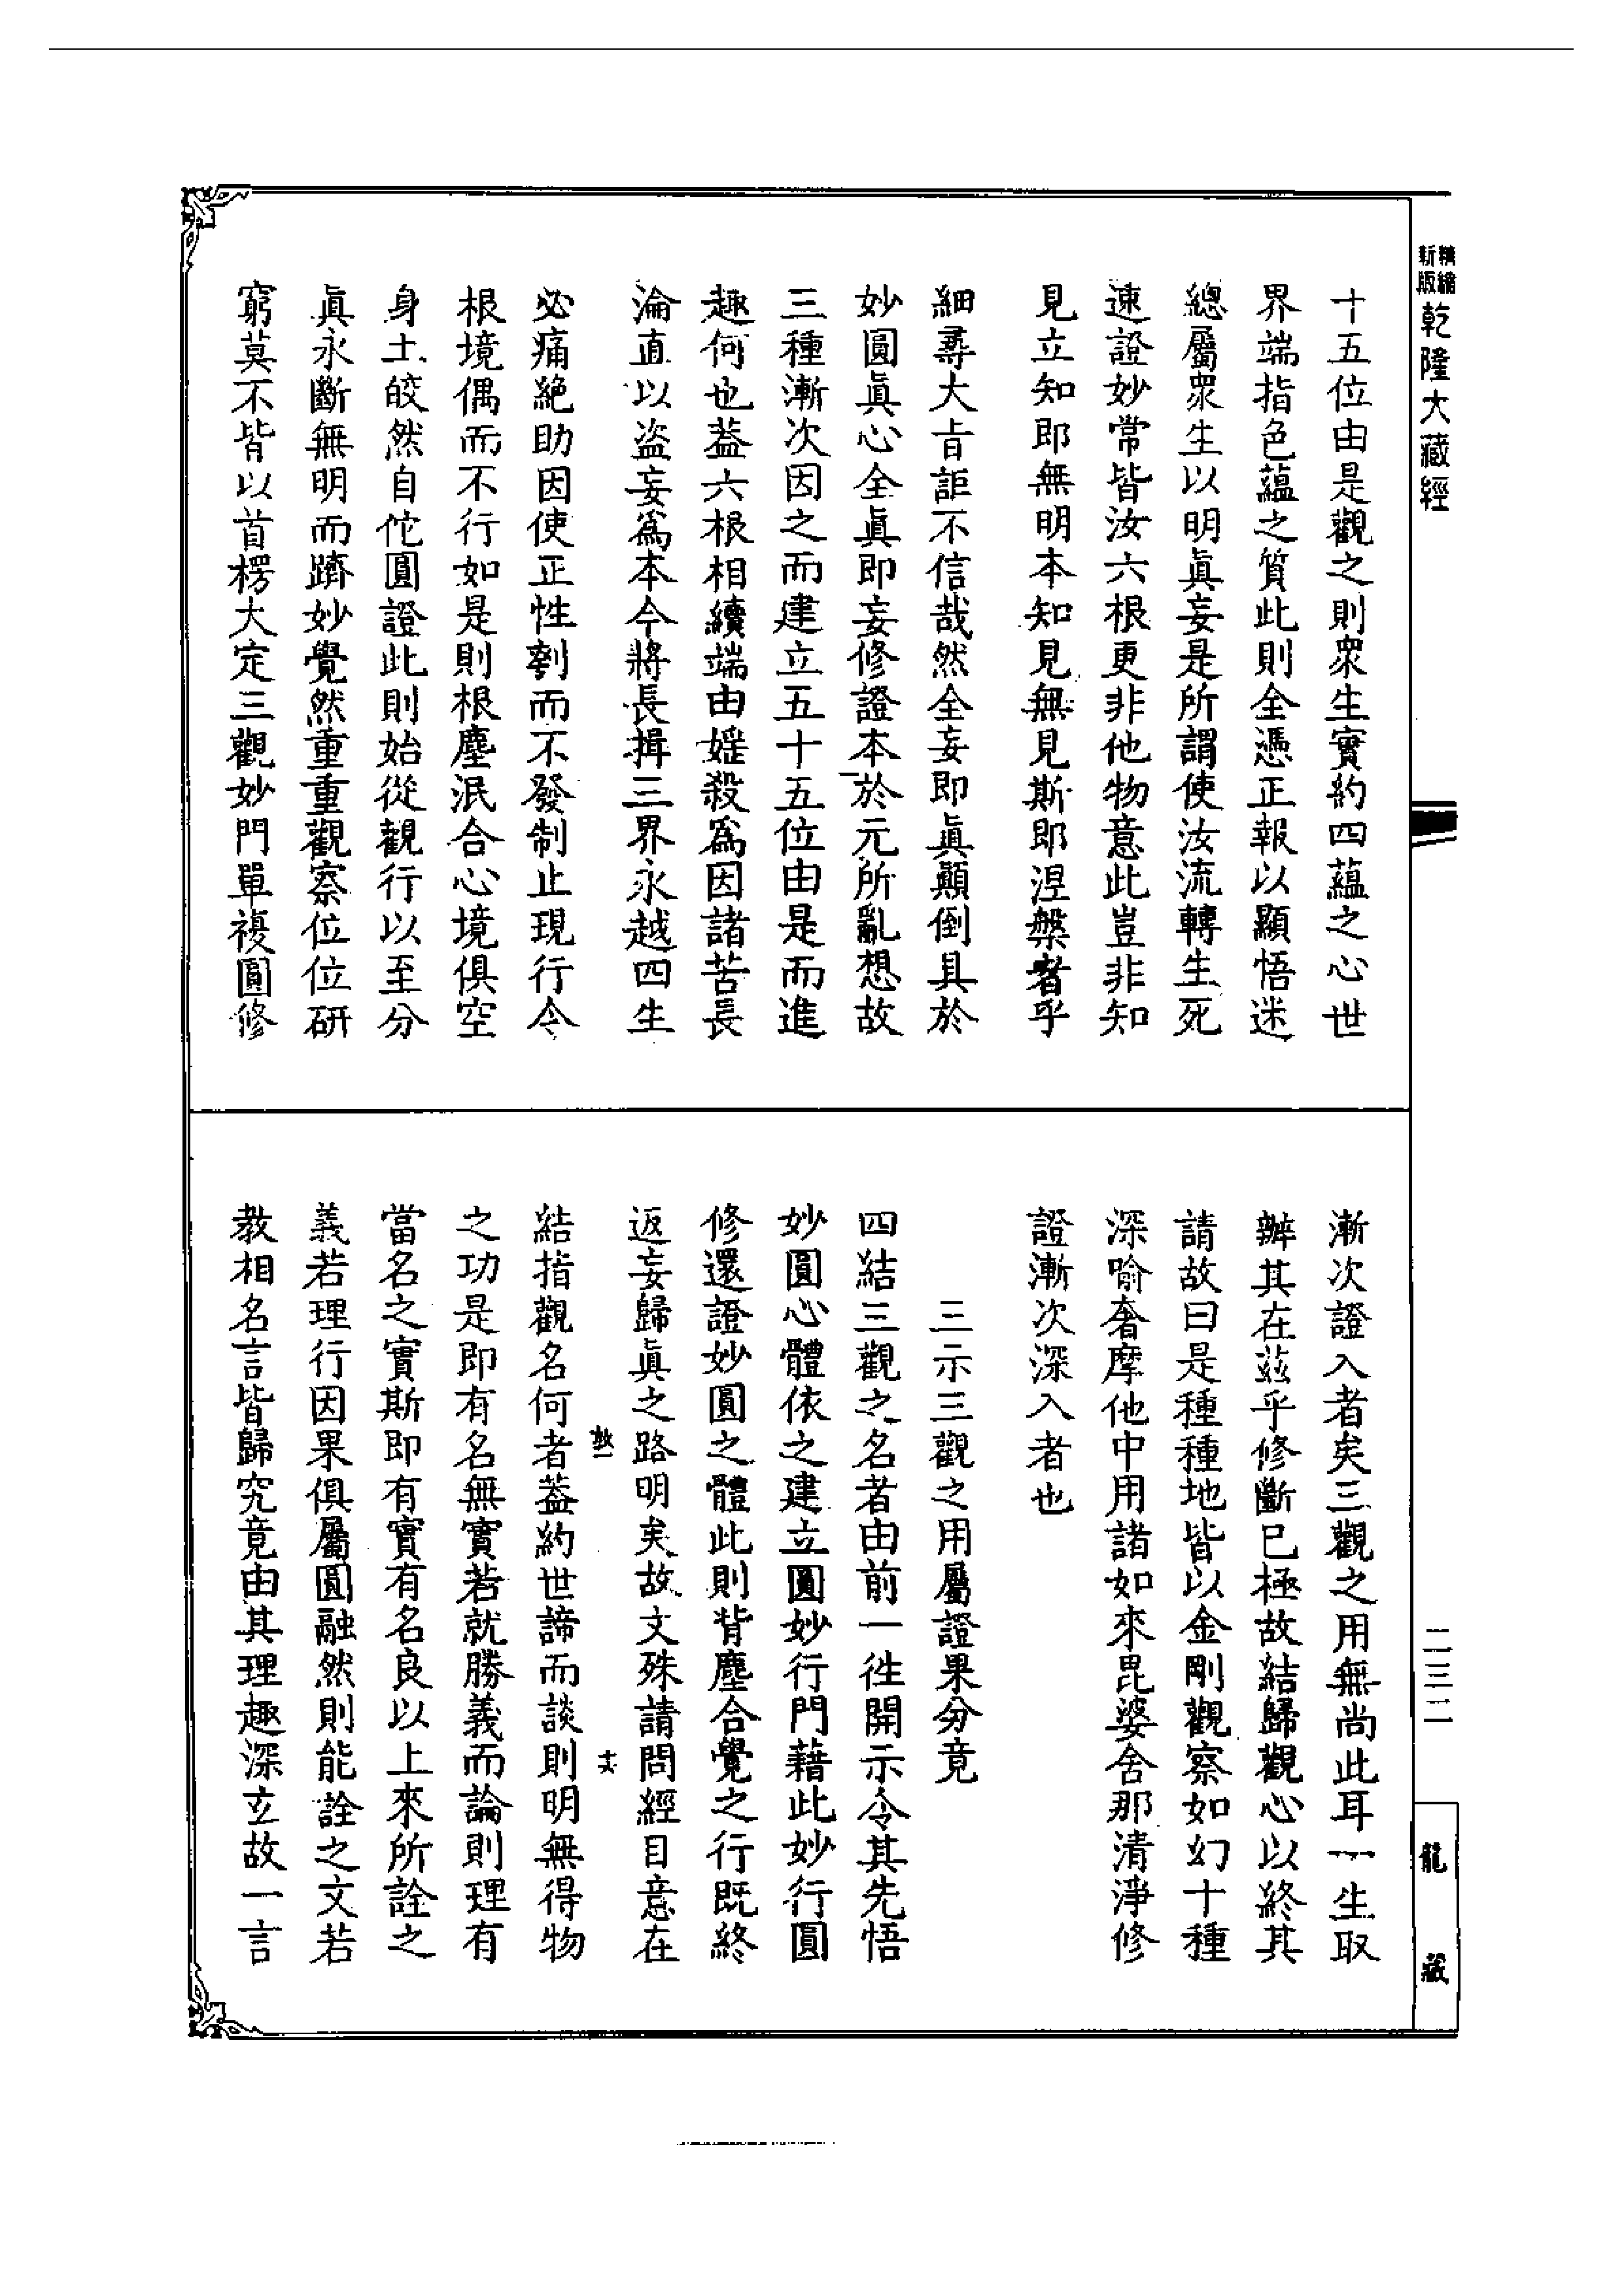 精縮新版乾隆大藏經
十五位由是觀之則衆生實約四蘊之心世
界端指色蘊之質此則全憑正報以顯悟迷
總屬衆生以明眞妄是所謂使汝流轉生死
速證妙常皆汝六根更非他物意此豈非知
見立知即無明本知見無見斯即涅槃者乎
細尋大㫖詎不信哉然全妄即眞顚倒具於
妙圓眞心全眞即妄修證本於元所亂想故
三種漸次因之而建立五十五位由是而進
趣何也葢六根相續端由婬殺爲因諸苦長
淪直以盜妄爲本今將長揖三界永越四生
必痛絶助因使正性刳而不發制止現行令
根境偶而不行如是則根塵泯合心境俱空
身土皎然自佗圓證此則始從觀行以至分
眞永斷無明而躋妙覺然重重觀察位位研
窮莫不皆以首楞大定三觀妙門單複圓修
漸次證入者矣三觀之用無尚此耳一生取
辦其在兹乎修斷巳極故結歸觀心以終其
請故曰是種種地皆以金剛觀察如幻十種
深喻奢摩他中用諸如來毘婆舍那清淨修
證漸次深入者也
三示三觀之用屬證果分竟
四結三觀之名者由前一徃開示令其先悟
妙圓心體依之建立圓妙行門藉此妙行圓
修還證妙圓之體此則背塵合覺之行既終
返妄歸眞之路明矣故文殊請問經目意在
結指觀名何者葢約世諦而談則明無得物
之功是即有名無實若就勝義而論則理有
當名之實斯即有實有名良以上來所詮之
義若理行因果俱屬圓融然則能詮之文若
教相名言皆歸究竟由其理趣深玄故一言
二三二
龍藏